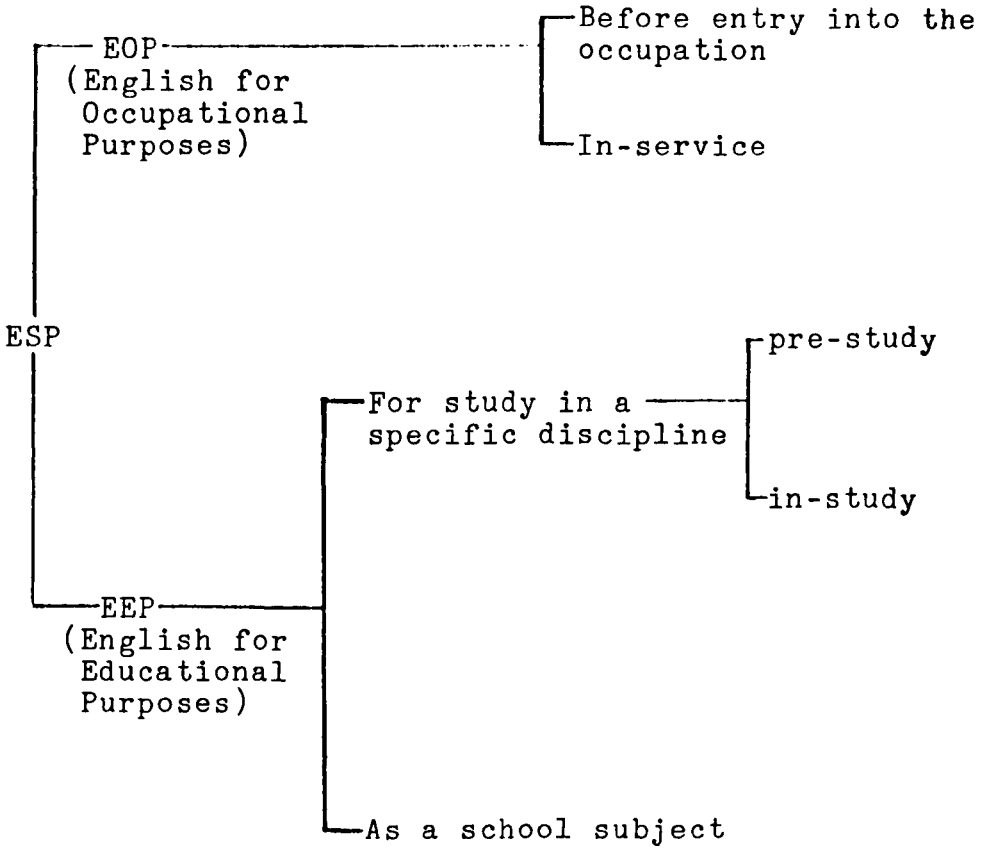 Before entry into the
occupation
EOP
(English for
Occupational
Purposes)
In-service
ESP
pre-study
For study in a
specific discipline
in-study
EEP
(English for
Educational
Purposes)
As a school subject